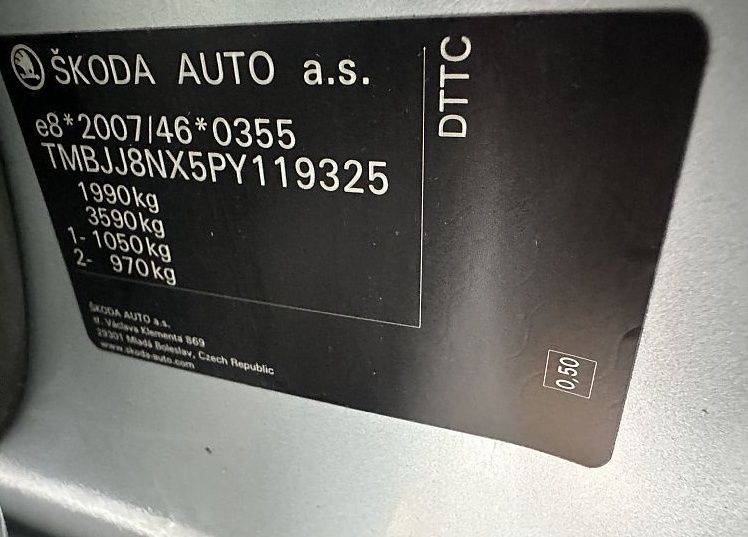 ŠKODA AUTO a.s.
e8*2007/46*0355
TMBJJ8NX5PY119325
1990kg
3590kg
1- 1050kg
2- 970kg
ŠKODA AUTO a.s.
tř. Václava Klementa 869
29301 Mladá Boleslav, Czech Republic
www.skoda-auto.com
DTTC
0,50